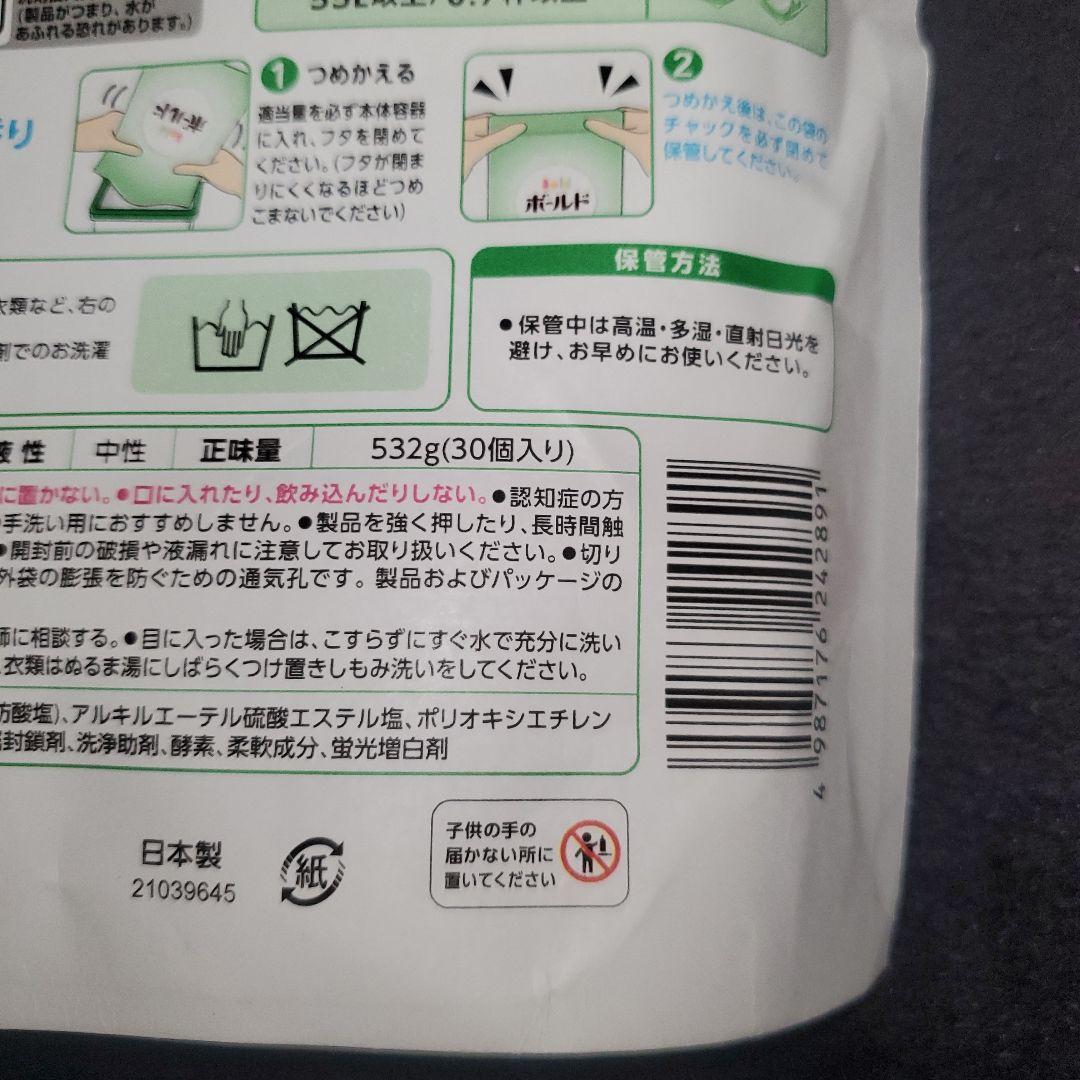 (製品がつまり、水が
あふれる恐れがあります。)
1 つめかえる
適当量を必ず本体容器
に入れ、フタを閉めて
ください。(フタが閉ま
りにくくなるほどつめ
こまないでください)
ボールド
2
つめかえ後は、この袋の
チャックを必ず閉めて
保管してください。
Bold
ボールド
衣類など、右の
剤でのお洗濯
保管方法
●保管中は高温・多湿・直射日光を
避け、お早めにお使いください。
液性 中性 正味量 532g(30個入り)
に置かない。●口に入れたり、飲み込んだりしない。●認知症の方
手洗い用におすすめしません。●製品を強く押したり、長時間触
●開封前の破損や液漏れに注意してお取り扱いください。●切り
外袋の膨張を防ぐための通気孔です。製品およびパッケージの
師に相談する。●目に入った場合は、こすらずにすぐ水で充分に洗い
衣類はぬるま湯にしばらくつけ置きしもみ洗いをしてください。
肪酸塩)、アルキルエーテル硫酸エステル塩、ポリオキシエチレン
封鎖剤、洗浄助剤、酵素、柔軟成分、蛍光増白剤
4 987176 242891
日本製
21039645
紙
子供の手の
届かない所に
置いてください